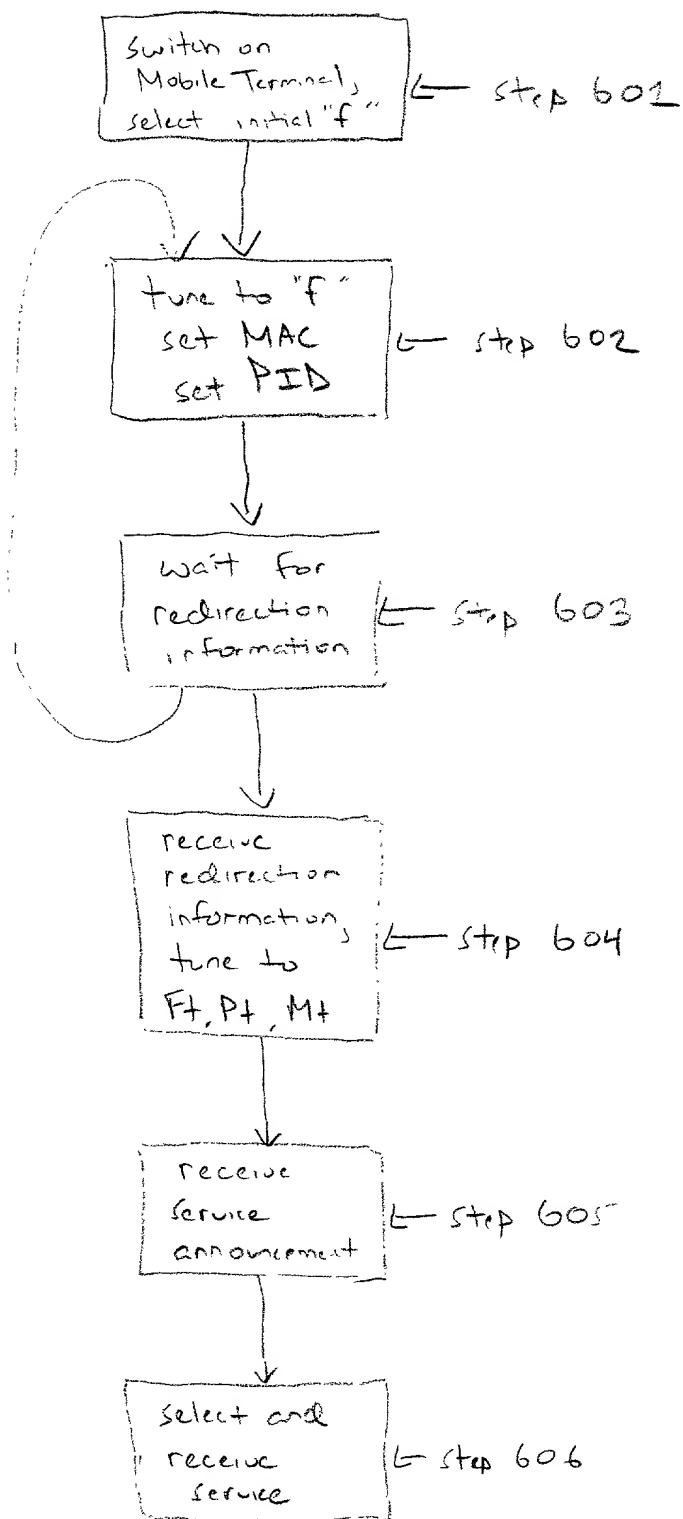 switch on
Mobile Terminal,
select initial "f"
step 601
tune to "f"
set MAC
set PID
step 602
wait for
redirection
information
step 603
receive
redirection
information,
tune to
Ft, Pt, Mt
step 604
receive
service
announcement
step 605
select and
receive
service
step 606